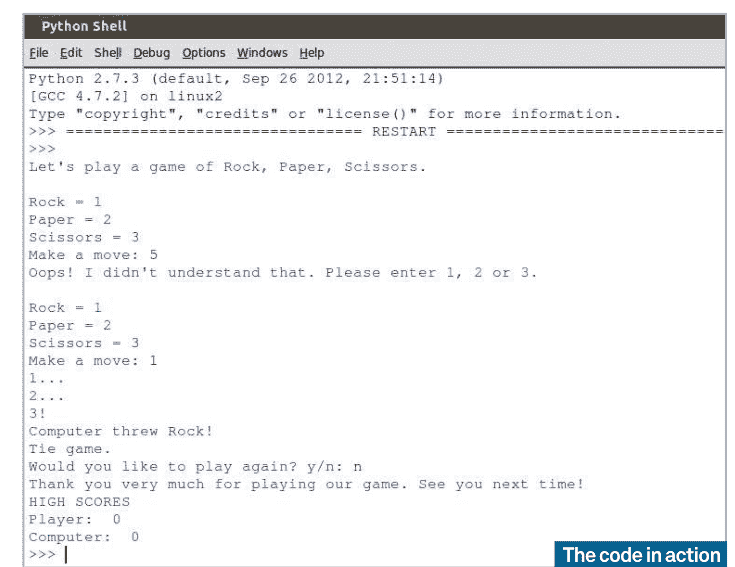 Python Shell
File Edit Shell Debug Options Windows Help
Python 2.7.3 (default, Sep 26 2012, 21:51:14)
[GCC 4.7.2] on linux2
Type "copyright", "credits" or "license()" for more information.
>>> ================================ RESTART ==============================
>>>
Let's play a game of Rock, Paper, Scissors.
Rock = 1
Paper = 2
Scissors = 3
Make a move: 5
Oops! I didn't understand that. Please enter 1, 2 or 3.
Rock = 1
Paper = 2
Scissors = 3
Make a move: 1
1...
2...
3!
Computer threw Rock!
Tie game.
Would you like to play again? y/n: n
Thank you very much for playing our game. See you next time!
HIGH SCORES
Player: 0
Computer: 0
>>>
The code in action